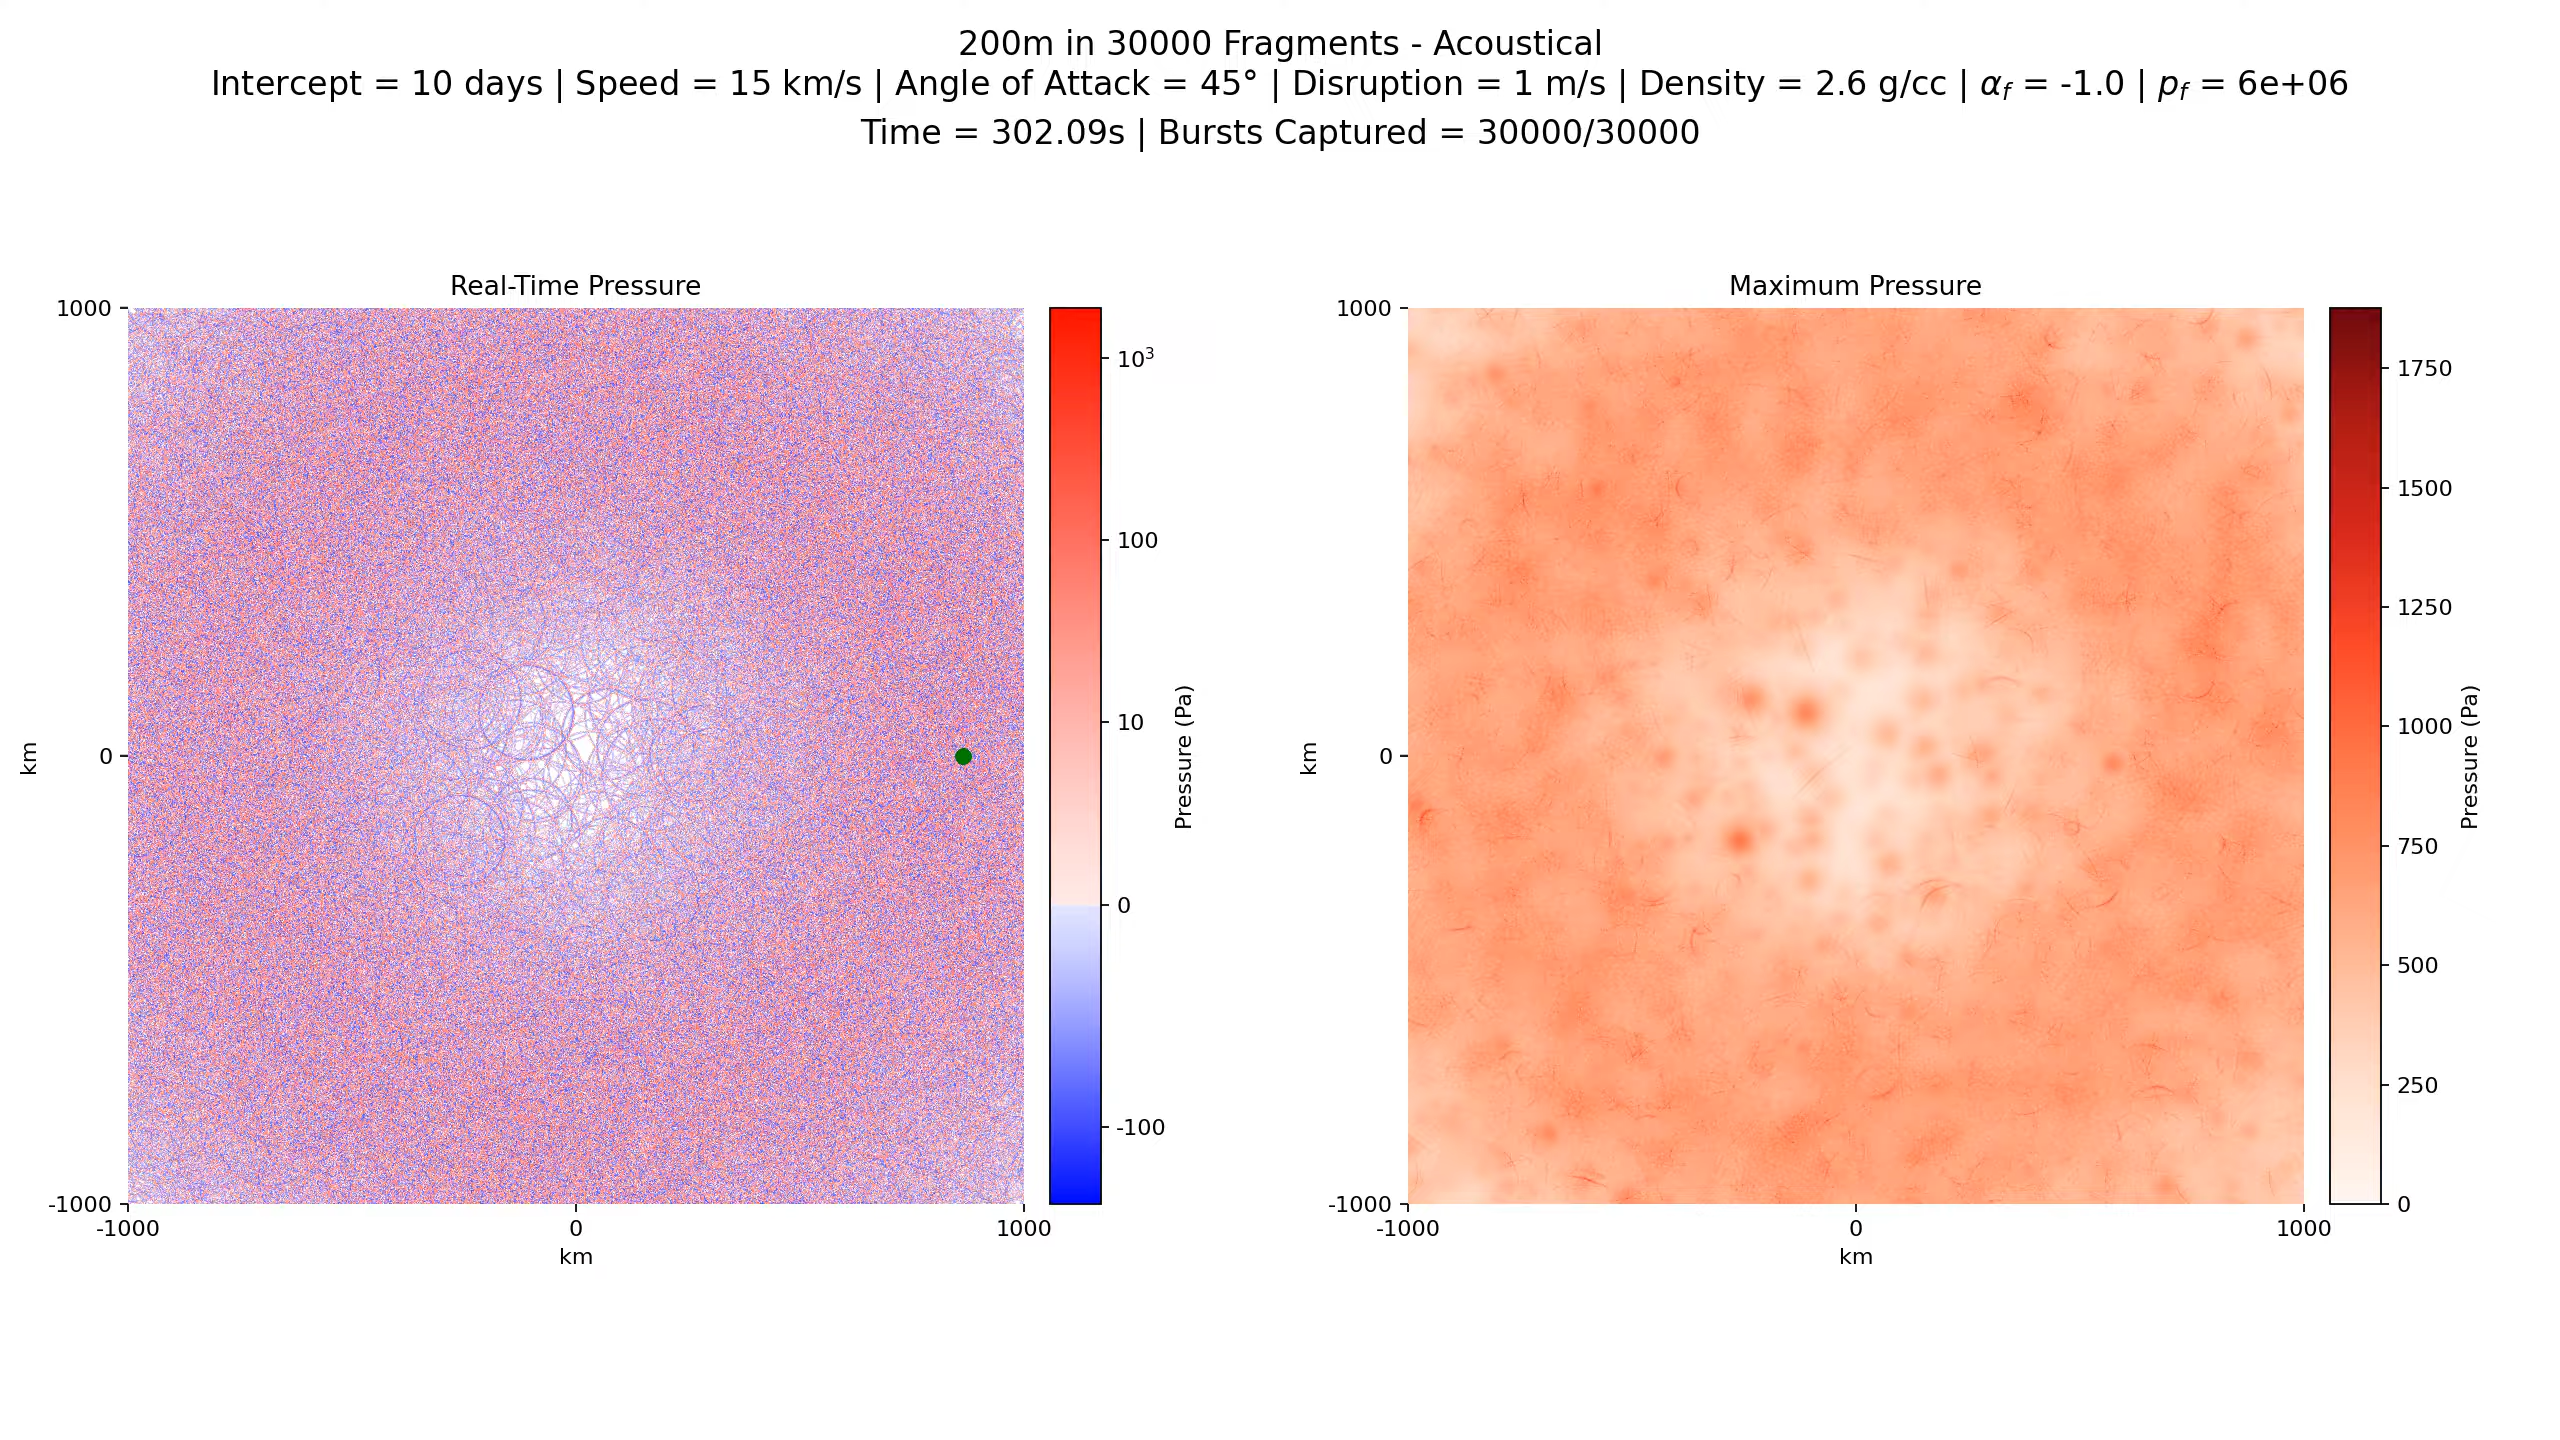 200m in 30000 Fragments - Acoustical
Intercept = 10 days | Speed = 15 km/s | Angle of Attack = 45° | Disruption = 1 m/s | Density = 2.6 g/cc | α_f = -1.0 | p_f = 6e+06
Time = 302.09s | Bursts Captured = 30000/30000
Real-Time Pressure
1000
0
-1000
km
-1000
0
1000
km
10³
100
10
0
-100
Pressure (Pa)
Maximum Pressure
1000
0
-1000
km
-1000
0
1000
km
1750
1500
1250
1000
750
500
250
0
Pressure (Pa)